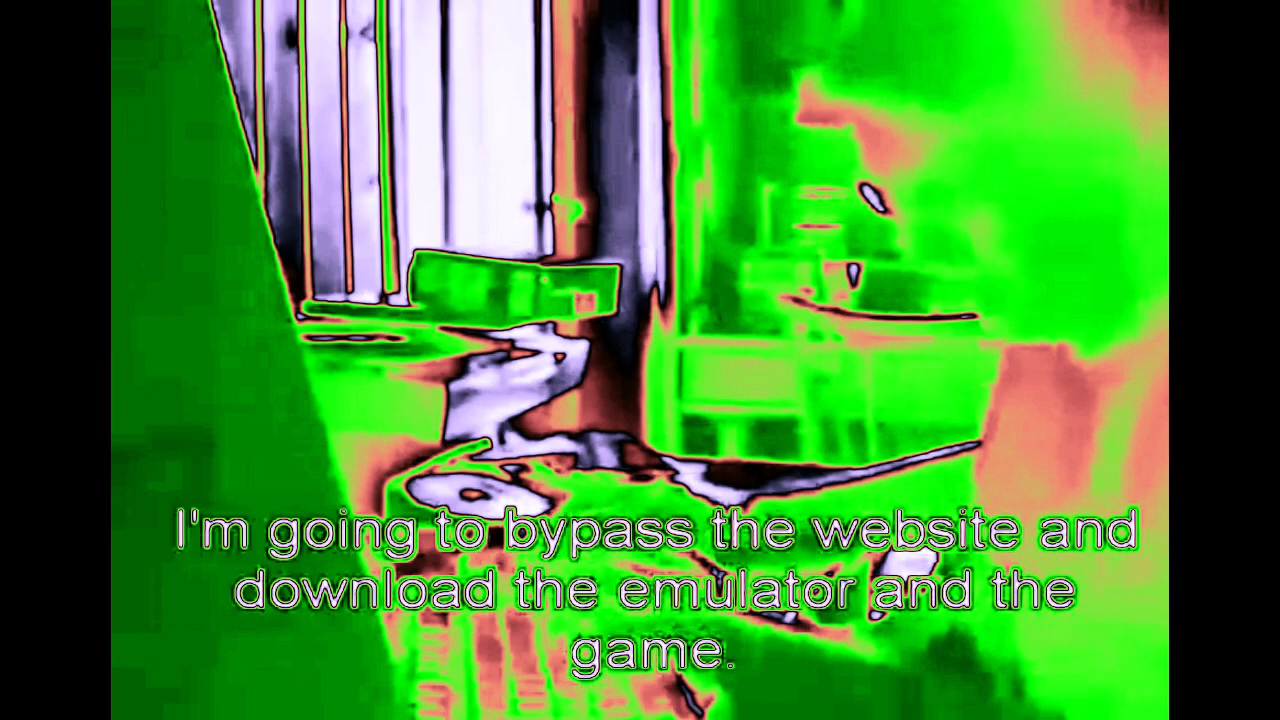 I'm going to bypass the website and
download the emulator and the
game.